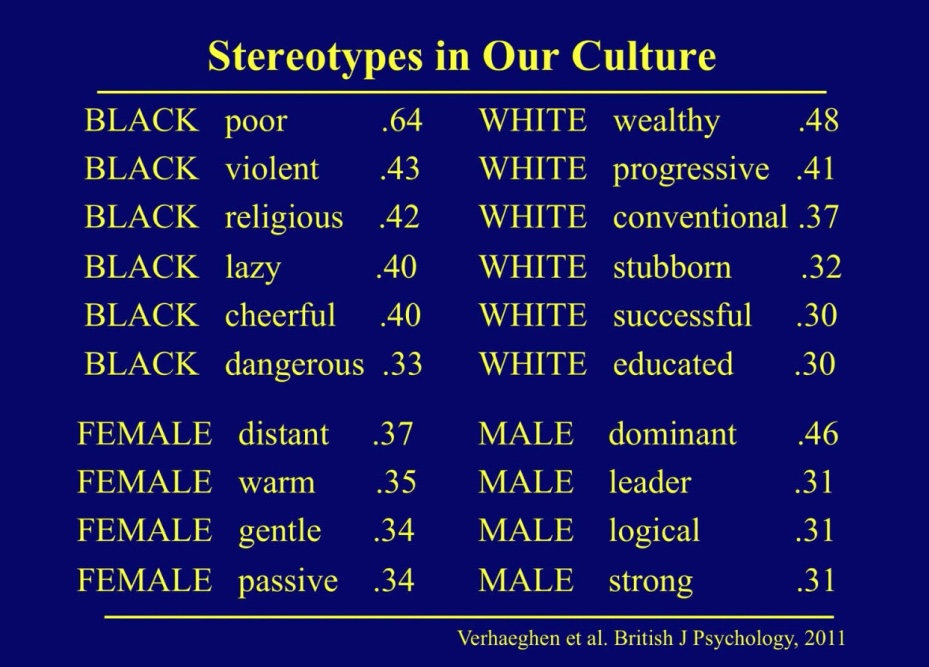 Stereotypes in Our Culture
BLACK poor .64 WHITE wealthy .48
BLACK violent .43 WHITE progressive .41
BLACK religious .42 WHITE conventional .37
BLACK lazy .40 WHITE stubborn .32
BLACK cheerful .40 WHITE successful .30
BLACK dangerous .33 WHITE educated .30
FEMALE distant .37 MALE dominant .46
FEMALE warm .35 MALE leader .31
FEMALE gentle .34 MALE logical .31
FEMALE passive .34 MALE strong .31
Verhaeghen et al. British J Psychology, 2011